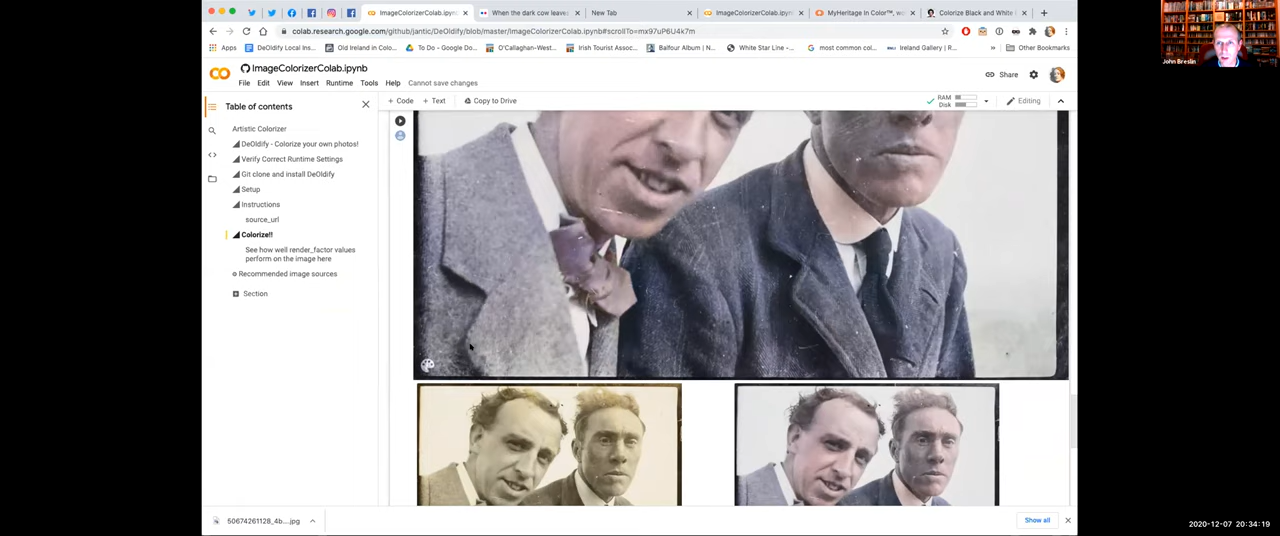 ImageColorizerColab.ipynb
When the dark cow leave
New Tab
ImageColorizerColab.ipynb
MyHeritage In Color™, wo
Colorize Black and White
colab.research.google.com/github/jantic/DeOldify/blob/master/ImageColorizerColab.ipynb#scrollTo=mx97uP6U4k7m
Apps
DeOldify Local Ins...
Old Ireland in Colo...
To Do - Google Do...
O'Callaghan-West...
Irish Tourist Assoc...
Balfour Album | N...
White Star Line -...
most common col...
Ireland Gallery | R...
»
Other Bookmarks
ImageColorizerColab.ipynb
File Edit View Insert Runtime Tools Help Cannot save changes
Share
Table of contents
+ Code + Text Copy to Drive
RAM
Disk
Editing
Artistic Colorizer
DeOldify - Colorize your own photos!
Verify Correct Runtime Settings
Git clone and install DeOldify
Setup
Instructions
source_url
Colorize!!
See how well render_factor values
perform on the image here
Recommended image sources
Section
50674261128_4b....jpg
Show all
John Breslin
2020-12-07 20:34:19